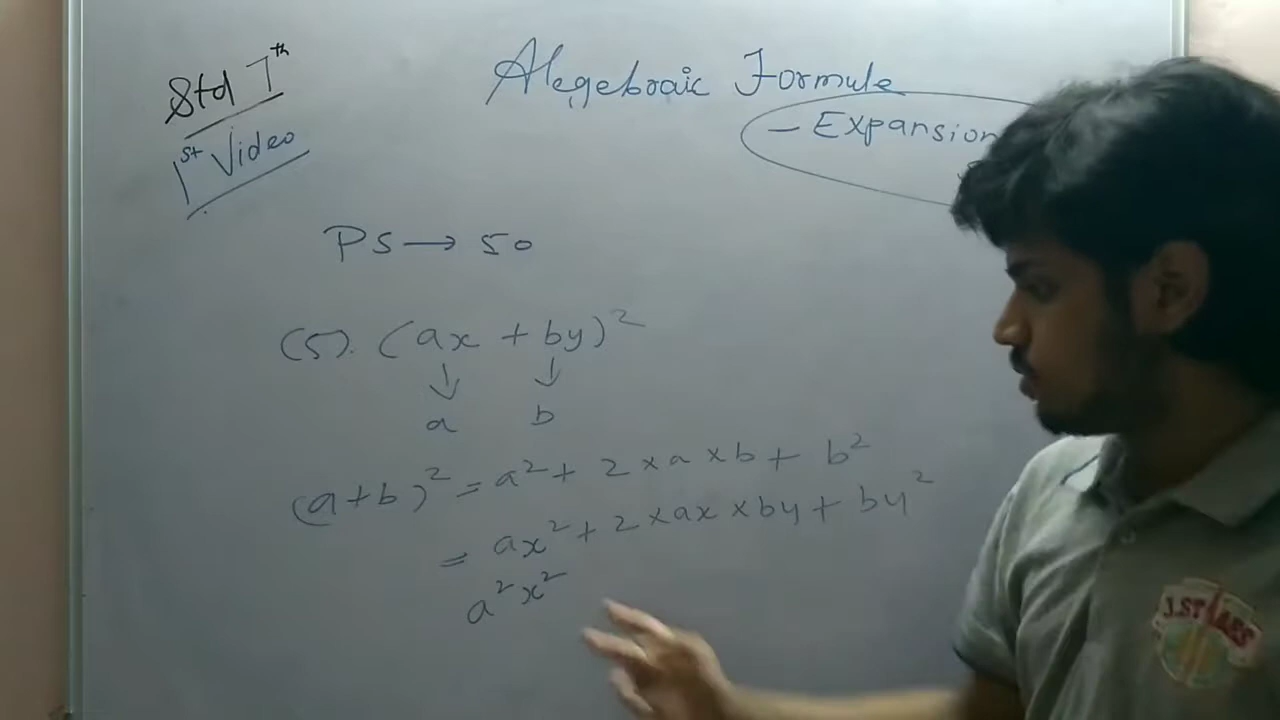 Std 7th
1st Video
Alegebraic Formule
- Expansion
PS → 50
(5). (ax + by)²
↓ ↓
a b
(a+b)² = a² + 2×a×b + b²
= ax² + 2×ax×by + by²
a²x²